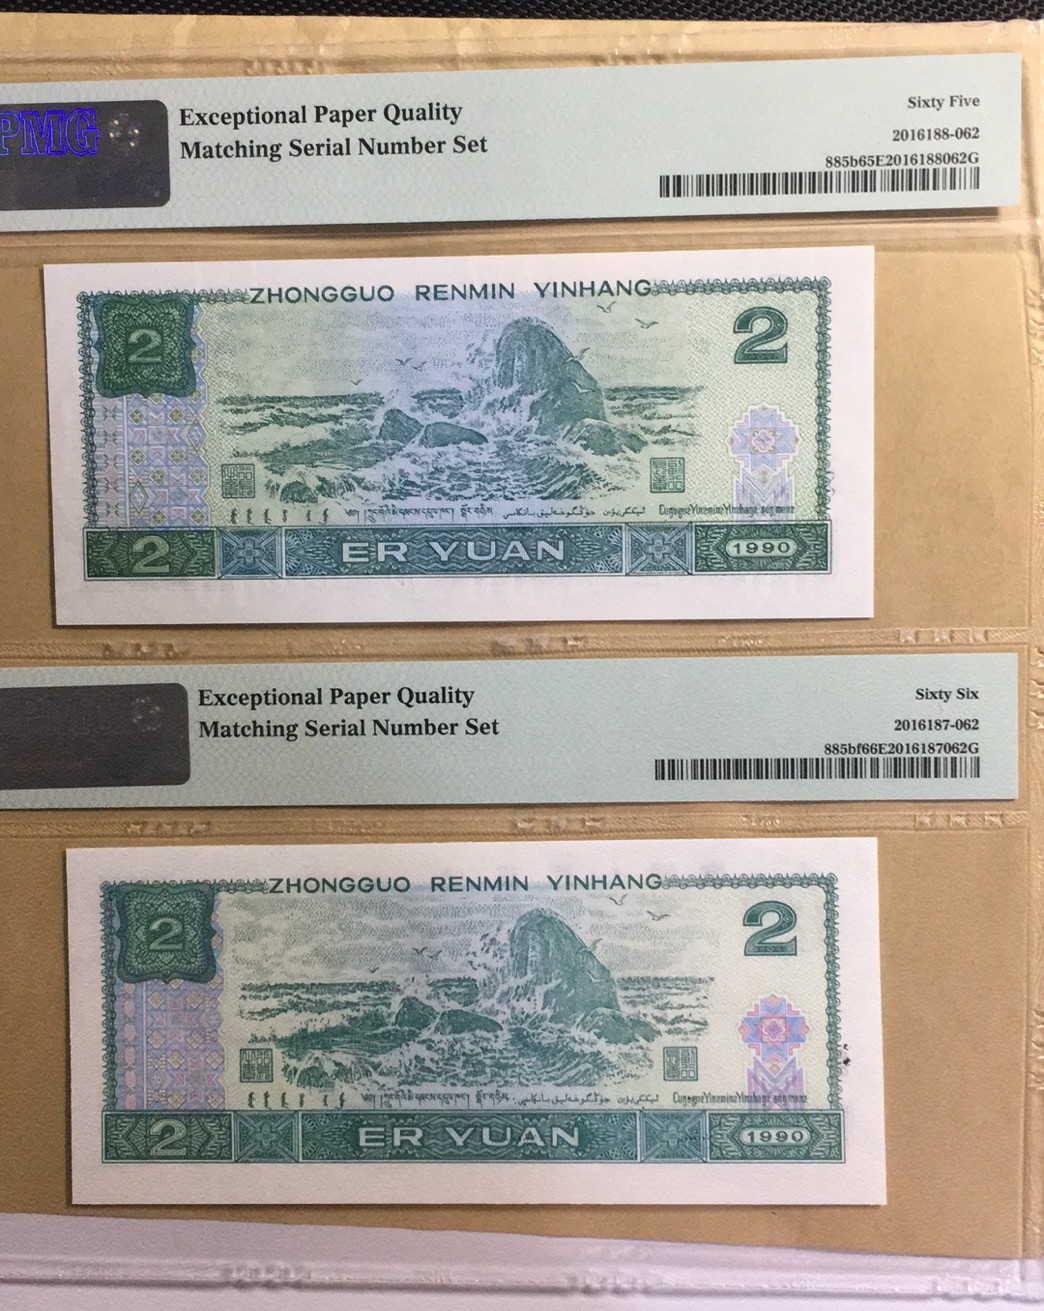 PMG
Exceptional Paper Quality
Matching Serial Number Set
Sixty Five
2016188-062
885b65E2016188062G
ZHONGGUO RENMIN YINHANG
2
2
2
ER YUAN
1990
PMG
Exceptional Paper Quality
Matching Serial Number Set
Sixty Six
2016187-062
885bf66E2016187062G
ZHONGGUO RENMIN YINHANG
2
2
2
ER YUAN
1990